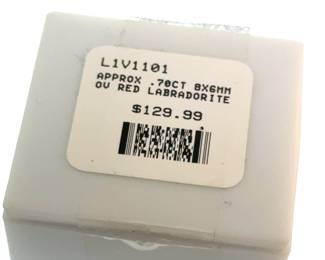 L1V1101
APPROX .70CT 8X6MM
OV RED LABRADORITE
$129.99